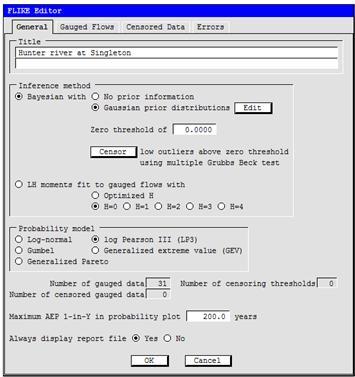 FLIKE Editor
General Gauged Flows Censored Data Errors
Title
Hunter river at Singleton
Inference method
Bayesian with No prior information
Gaussian prior distributions Edit
Zero threshold of 0.0000
Censor low outliers above zero threshold
using multiple Grubbs Beck test
LH moments fit to gauged flows with
Optimized H
H=0 H=1 H=2 H=3 H=4
Probability model
Log-normal log Pearson III (LP3)
Gumbel Generalized extreme value (GEV)
Generalized Pareto
Number of gauged data 31 Number of censoring thresholds 0
Number of censored gauged data 0
Maximum AEP 1-in-Y in probability plot 200.0 years
Always display report file Yes No
OK Cancel